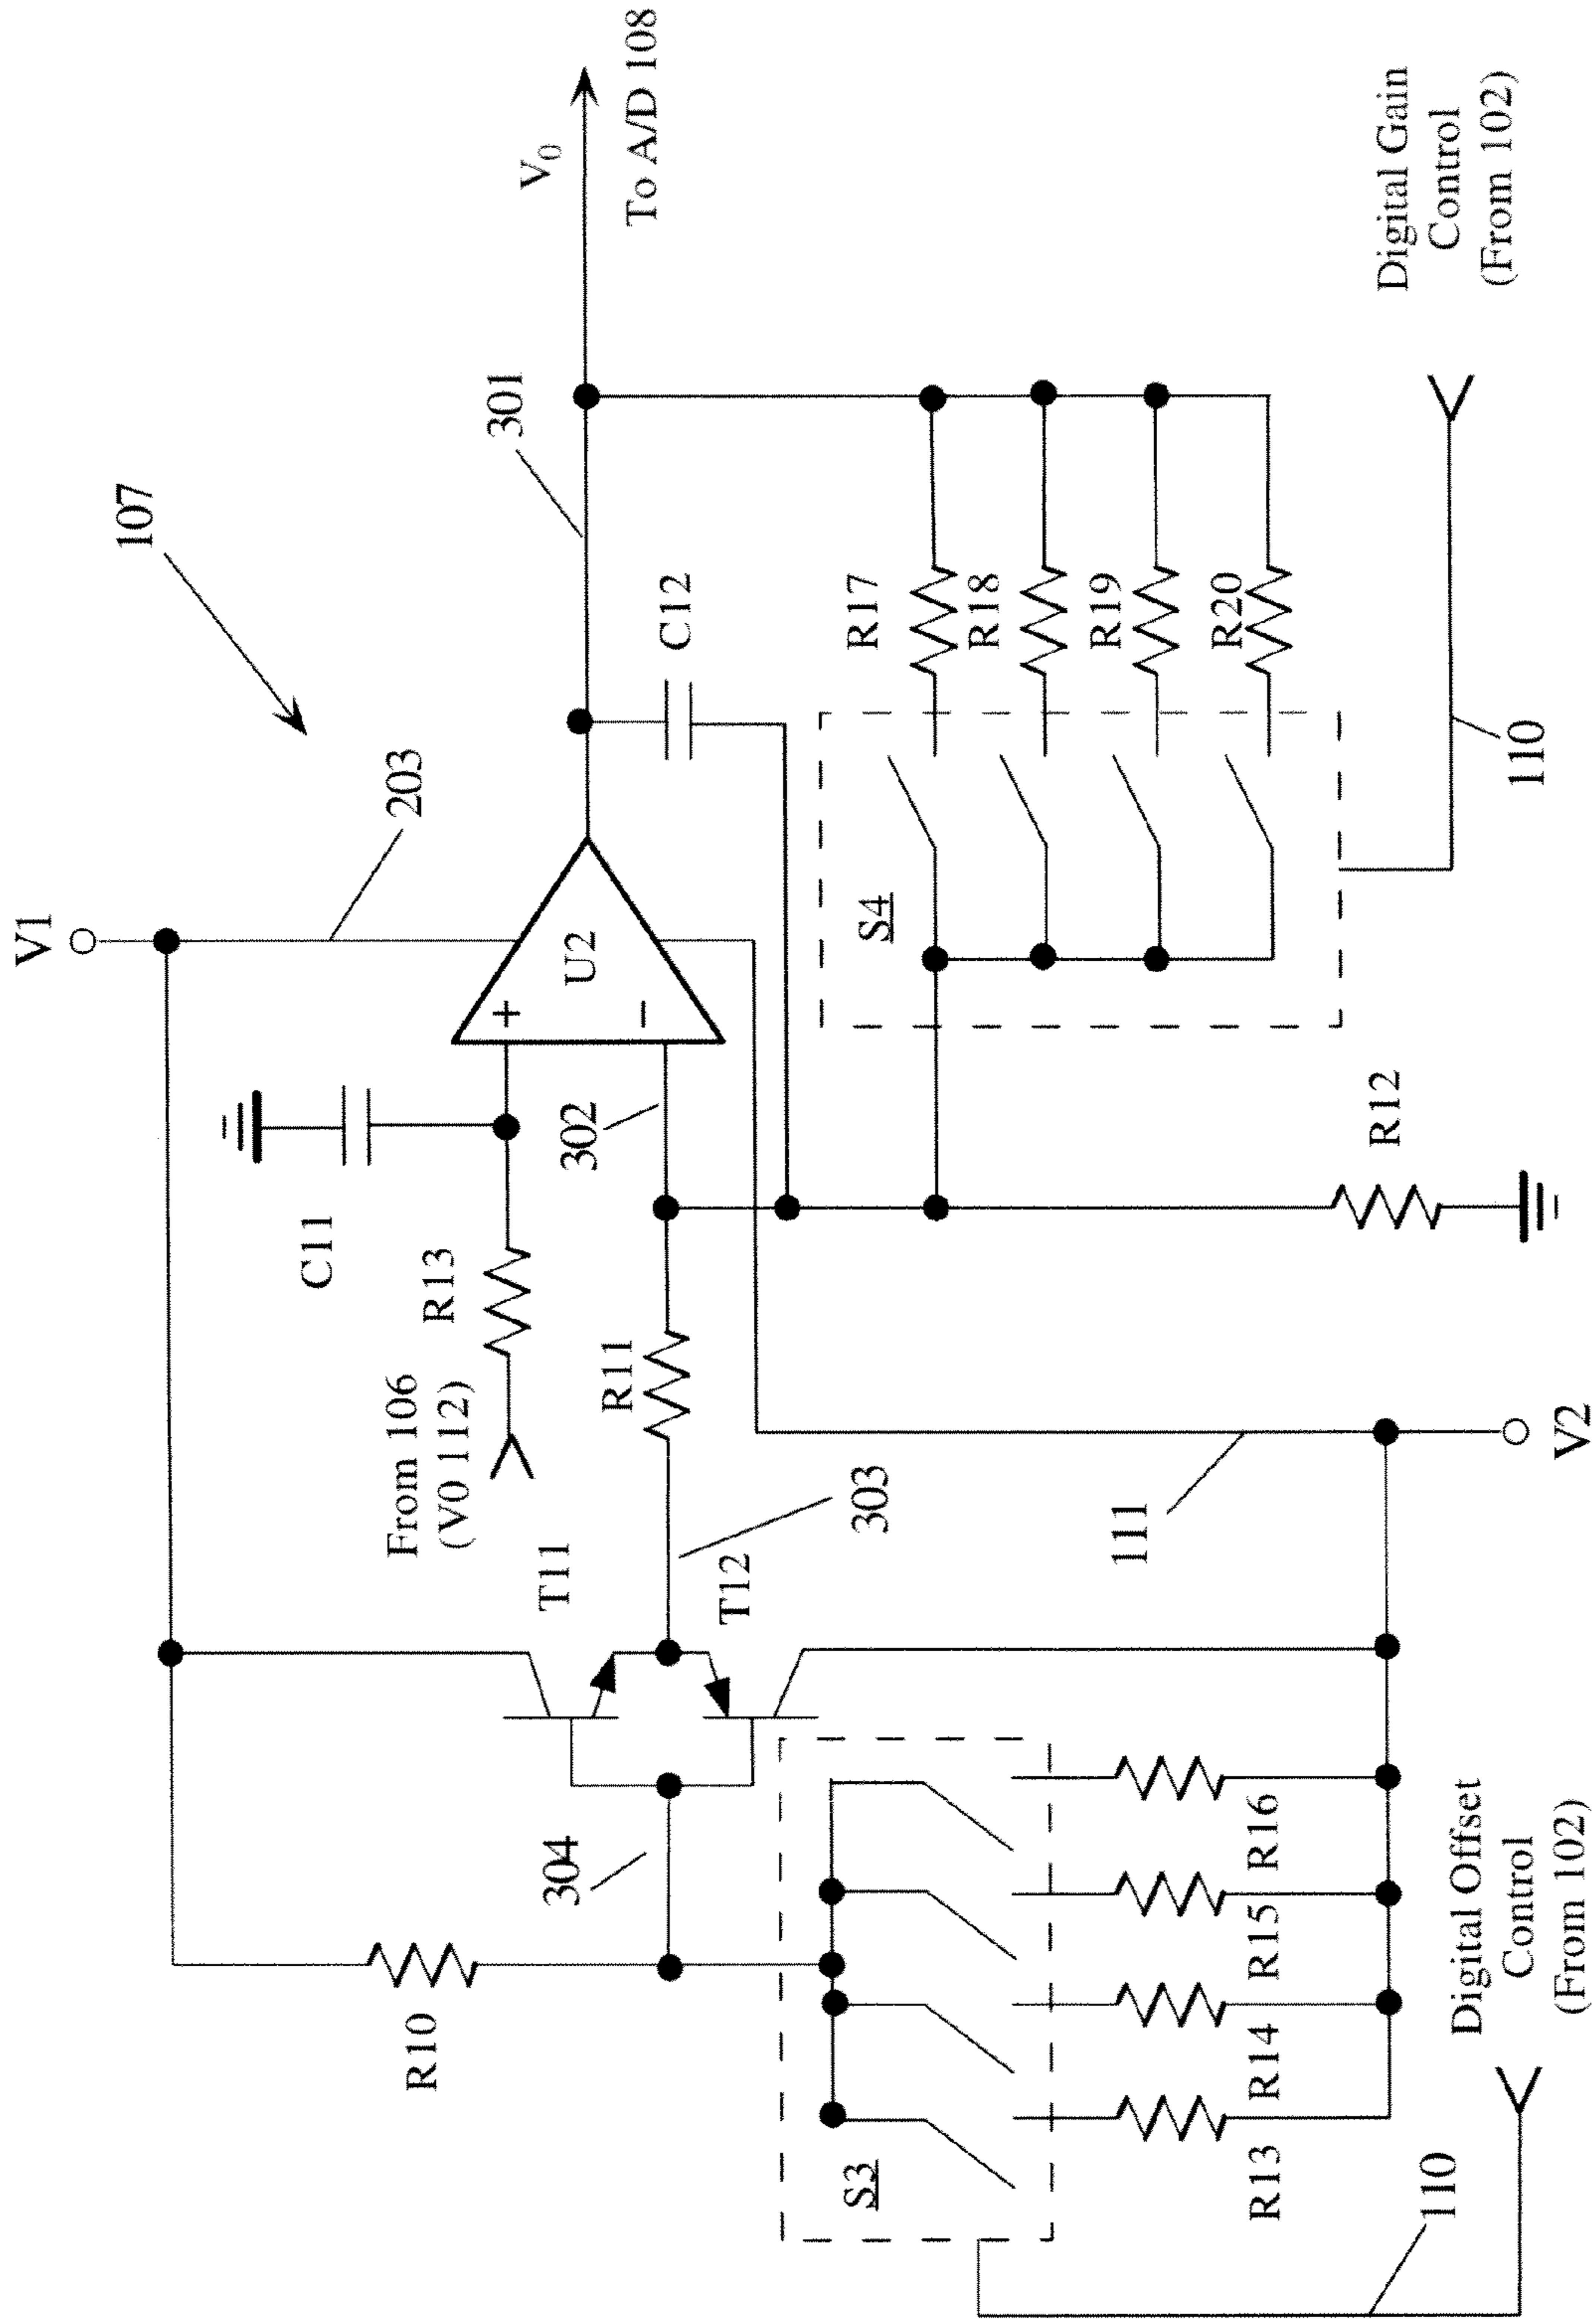 107
V1
203
301
V₀
To A/D 108
C11
R13
From 106
(V0 112)
+
−
U2
302
C12
R11
303
T11
T12
304
R10
S3
R13
R14
R15
R16
110
Digital Offset
Control
(From 102)
111
V2
R12
S4
R17
R18
R19
R20
110
Digital Gain
Control
(From 102)